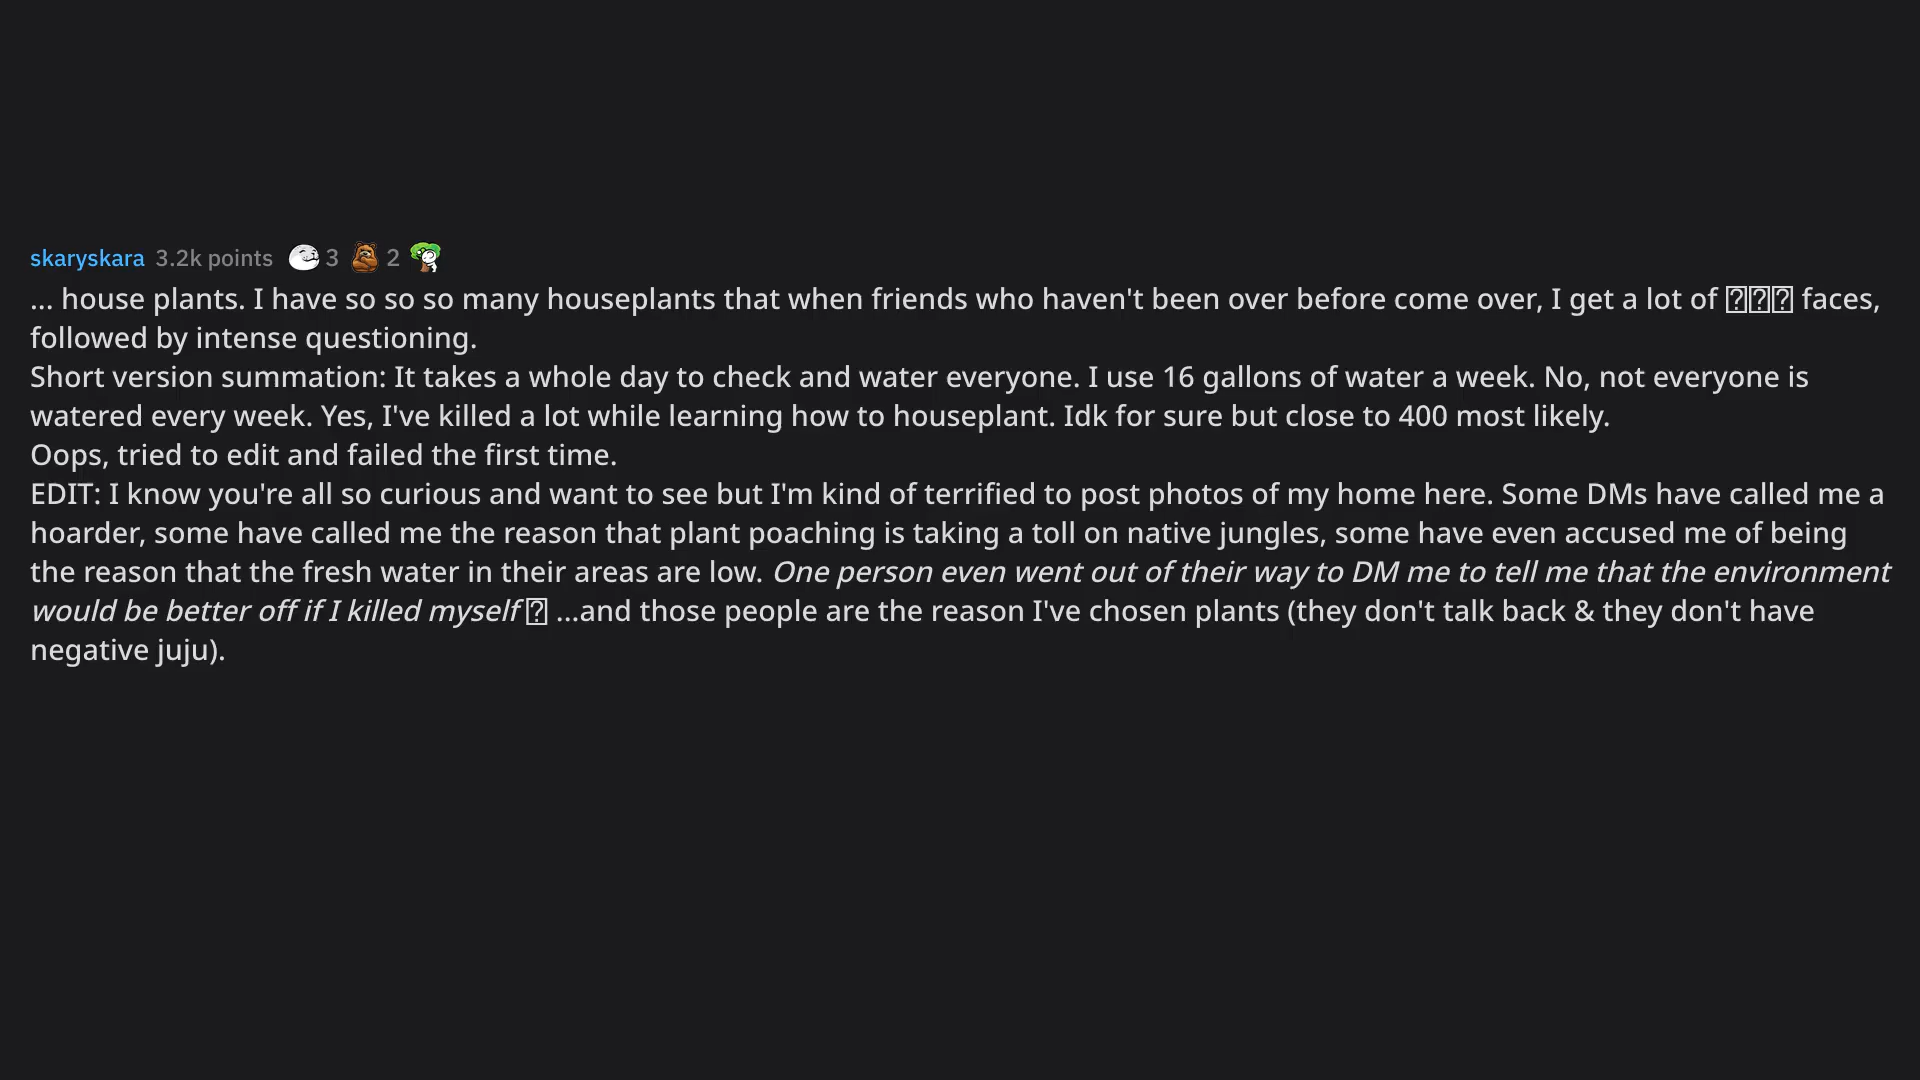 skaryskara 3.2k points 3 2
... house plants. I have so so so many houseplants that when friends who haven't been over before come over, I get a lot of faces,
followed by intense questioning.
Short version summation: It takes a whole day to check and water everyone. I use 16 gallons of water a week. No, not everyone is
watered every week. Yes, I've killed a lot while learning how to houseplant. Idk for sure but close to 400 most likely.
Oops, tried to edit and failed the first time.
EDIT: I know you're all so curious and want to see but I'm kind of terrified to post photos of my home here. Some DMs have called me a
hoarder, some have called me the reason that plant poaching is taking a toll on native jungles, some have even accused me of being
the reason that the fresh water in their areas are low. One person even went out of their way to DM me to tell me that the environment
would be better off if I killed myself ...and those people are the reason I've chosen plants (they don't talk back & they don't have
negative juju).